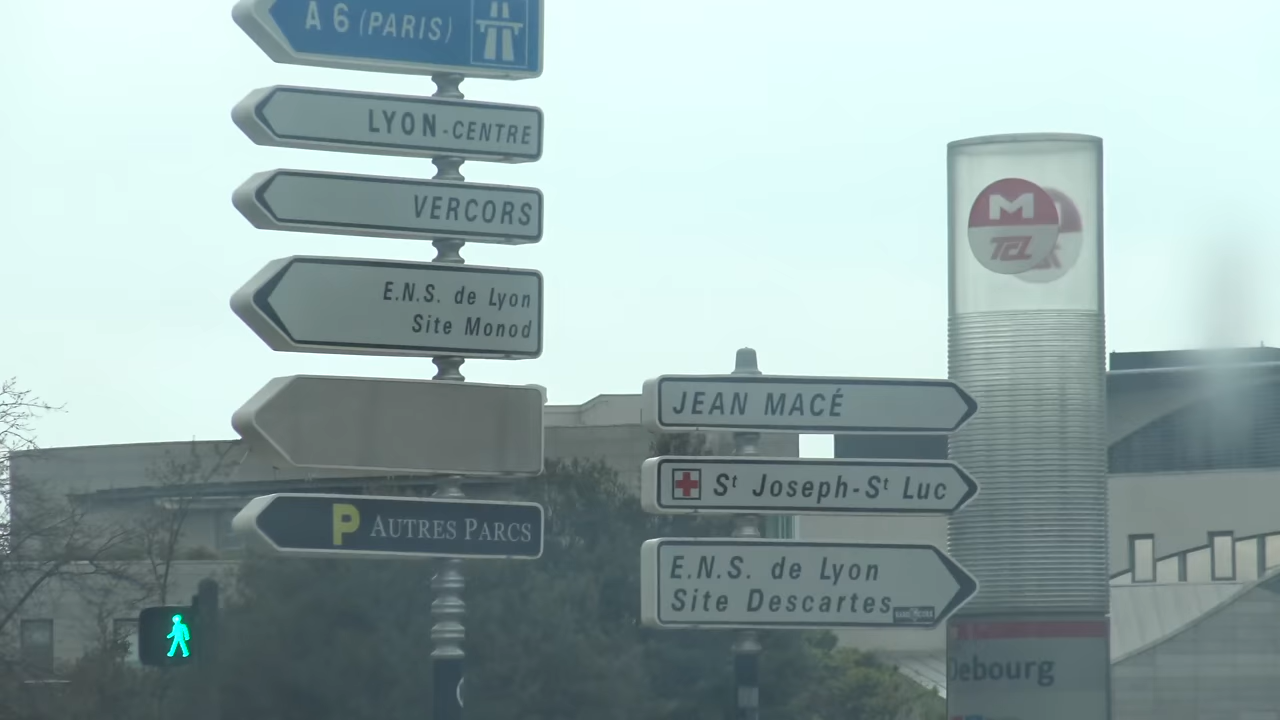 A 6 (PARIS)
LYON-CENTRE
VERCORS
E.N.S. de Lyon
Site Monod
P AUTRES PARCS
JEAN MACÉ
St Joseph-St Luc
E.N.S. de Lyon
Site Descartes
M
TCL
Debourg